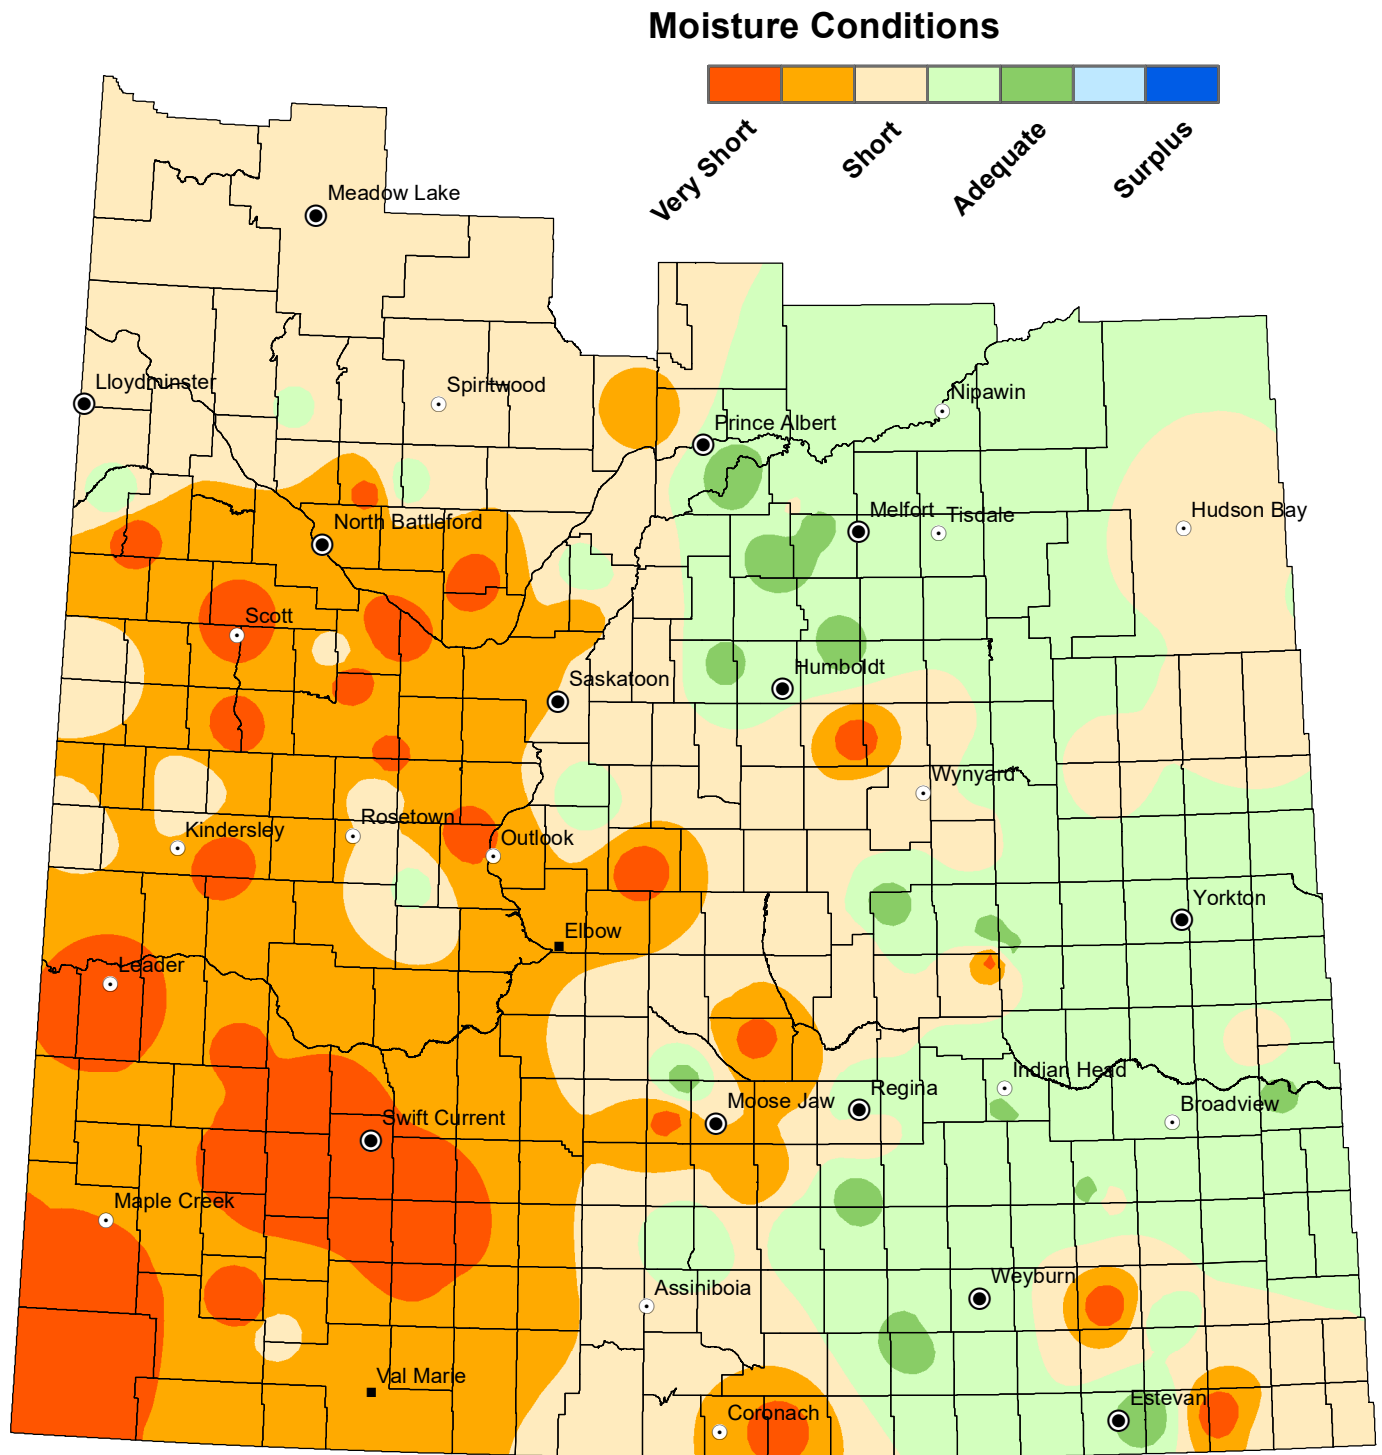 Moisture Conditions
Very Short
Short
Adequate
Surplus
Meadow Lake
Lloydminster
Spiritwood
Nipawin
Prince Albert
Hudson Bay
Melfort
Tisdale
North Battleford
Scott
Humboldt
Saskatoon
Wynyard
Rosetown
Kindersley
Outlook
Yorkton
Elbow
Leader
Indian Head
Regina
Moose Jaw
Broadview
Swift Current
Maple Creek
Weyburn
Assiniboia
Val Marie
Estevan
Coronach